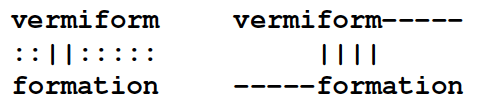 vermiform     vermiform-----
::||:::::          ||||
formation     -----formation